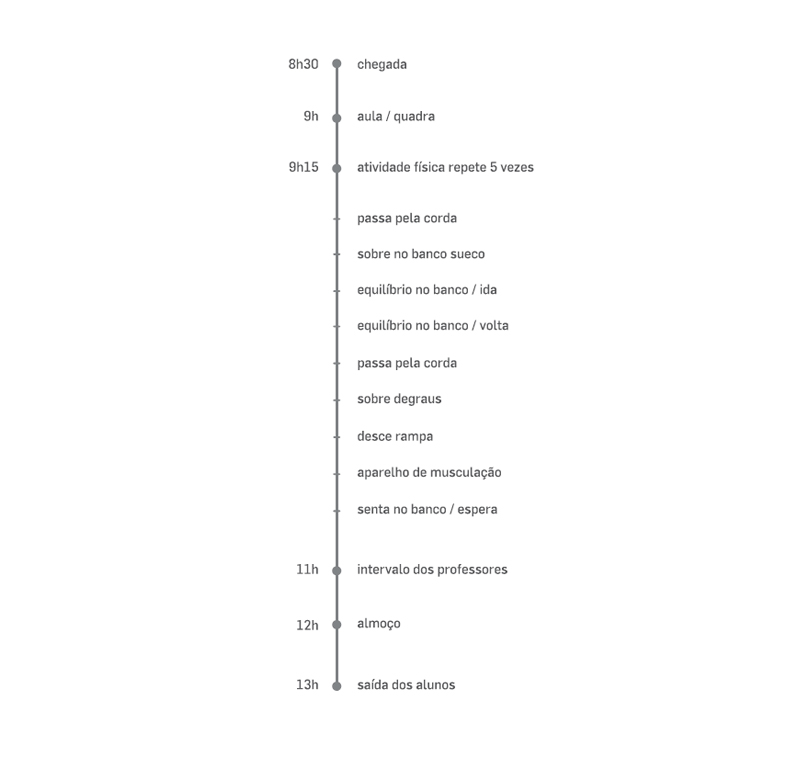 8h30 chegada
9h aula / quadra
9h15 atividade física repete 5 vezes
passa pela corda
sobre no banco sueco
equilíbrio no banco / ida
equilíbrio no banco / volta
passa pela corda
sobre degraus
desce rampa
aparelho de musculação
senta no banco / espera
11h intervalo dos professores
12h almoço
13h saída dos alunos